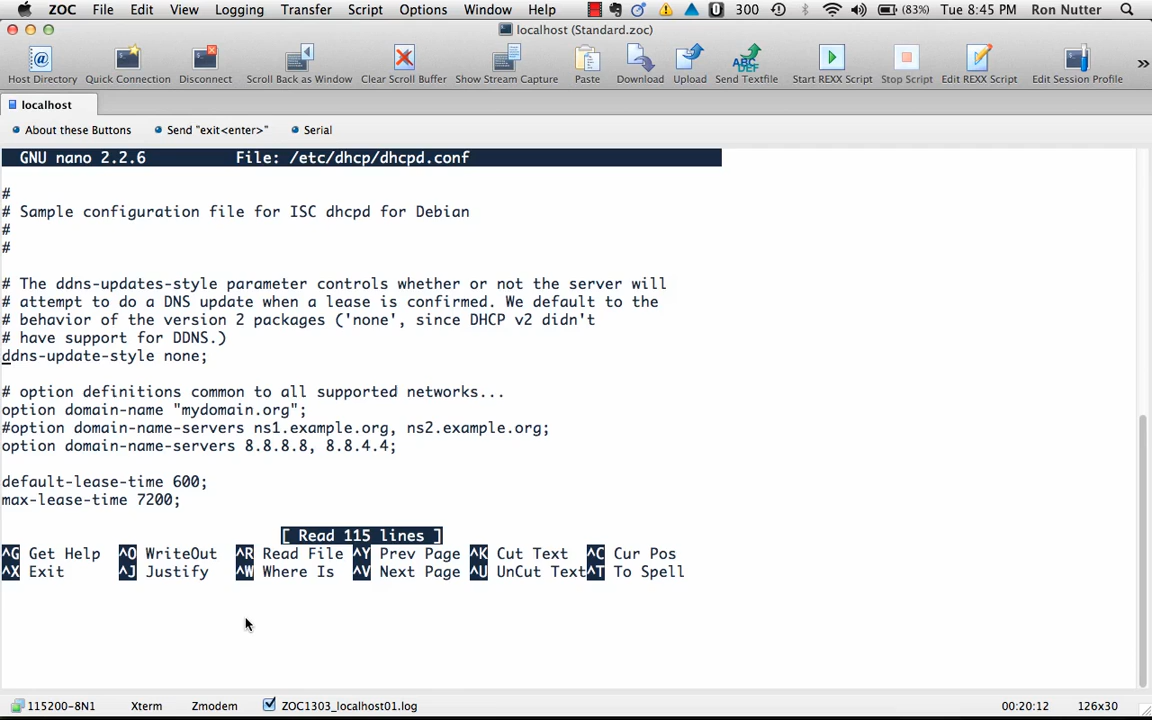 ZOC File Edit View Logging Transfer Script Options Window Help 300 (83%) Tue 8:45 PM Ron Nutter
localhost (Standard.zoc)
Host Directory Quick Connection Disconnect Scroll Back as Window Clear Scroll Buffer Show Stream Capture Paste Download Upload Send Textfile Start REXX Script Stop Script Edit REXX Script Edit Session Profile
localhost
About these Buttons Send "exit<enter>" Serial
GNU nano 2.2.6 File: /etc/dhcp/dhcpd.conf
#
# Sample configuration file for ISC dhcpd for Debian
#
#
# The ddns-updates-style parameter controls whether or not the server will
# attempt to do a DNS update when a lease is confirmed. We default to the
# behavior of the version 2 packages ('none', since DHCP v2 didn't
# have support for DDNS.)
ddns-update-style none;
# option definitions common to all supported networks...
option domain-name "mydomain.org";
#option domain-name-servers ns1.example.org, ns2.example.org;
option domain-name-servers 8.8.8.8, 8.8.4.4;
default-lease-time 600;
max-lease-time 7200;
[ Read 115 lines ]
^G Get Help ^O WriteOut ^R Read File ^Y Prev Page ^K Cut Text ^C Cur Pos
^X Exit ^J Justify ^W Where Is ^V Next Page ^U UnCut Text ^T To Spell
115200-8N1 Xterm Zmodem ZOC1303_localhost01.log 00:20:12 126x30